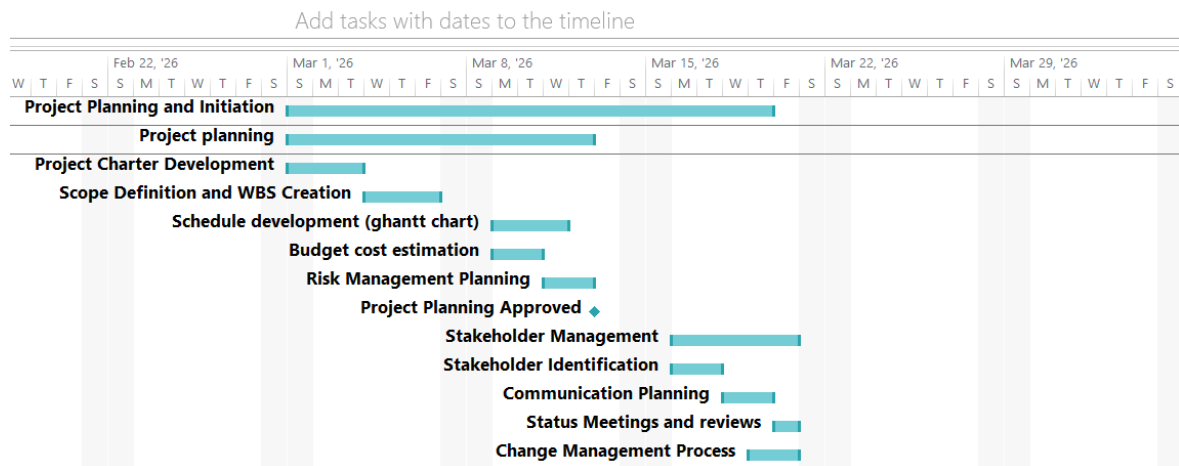 Add tasks with dates to the timeline
Feb 22, '26 Mar 1, '26 Mar 8, '26 Mar 15, '26 Mar 22, '26 Mar 29, '26
W T F S S M T W T F S S M T W T F S S M T W T F S S M T W T F S S M T W T F S S M T W T F S
Project Planning and Initiation
Project planning
Project Charter Development
Scope Definition and WBS Creation
Schedule development (ghantt chart)
Budget cost estimation
Risk Management Planning
Project Planning Approved
Stakeholder Management
Stakeholder Identification
Communication Planning
Status Meetings and reviews
Change Management Process